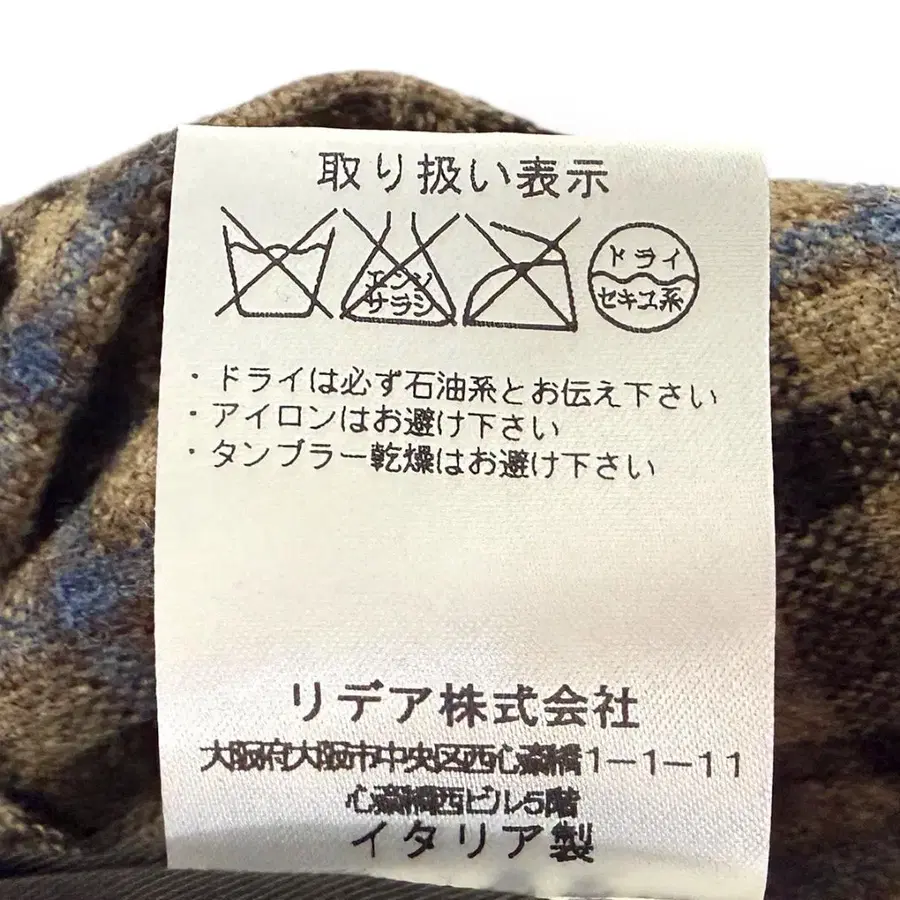 取り扱い表示
エンソ
サラシ
ドライ
セキユ系
・ドライは必ず石油系とお伝え下さい
・アイロンはお避け下さい
・タンブラー乾燥はお避け下さい
リデア株式会社
大阪府大阪市中央区西心斎橋1-1-11
心斎橋西ビル5階
イタリア製